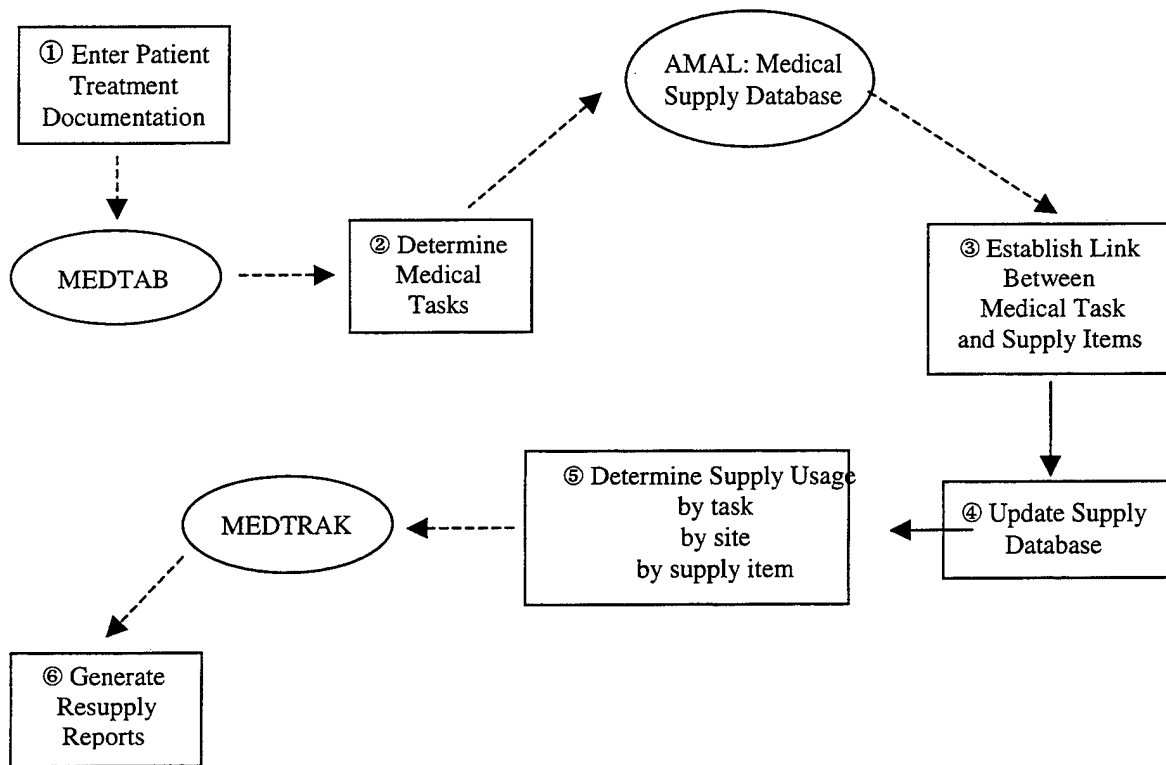 ① Enter Patient
Treatment
Documentation
MEDTAB
② Determine
Medical
Tasks
AMAL: Medical
Supply Database
③ Establish Link
Between
Medical Task
and Supply Items
④ Update Supply
Database
⑤ Determine Supply Usage
by task
by site
by supply item
MEDTRAK
⑥ Generate
Resupply
Reports